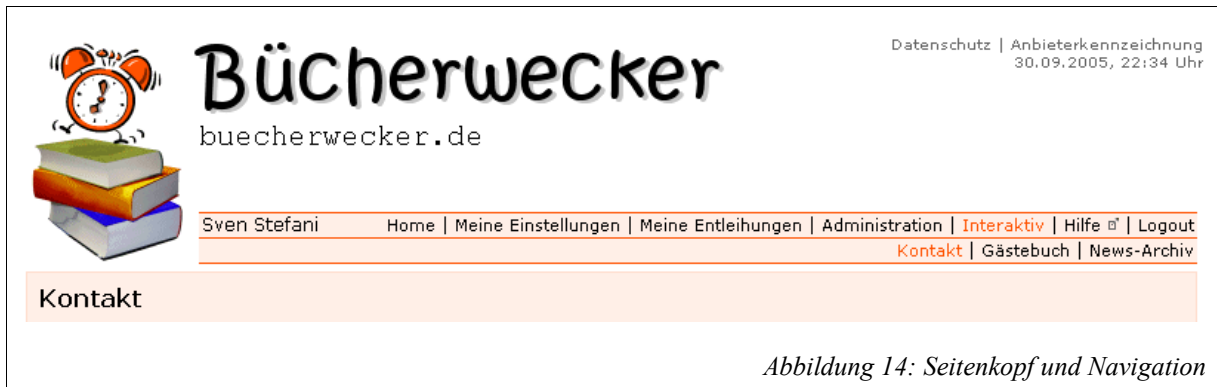 Bücherwecker
buecherwecker.de
Datenschutz | Anbieterkennzeichnung
30.09.2005, 22:34 Uhr
Sven Stefani Home | Meine Einstellungen | Meine Entleihungen | Administration | Interaktiv | Hilfe | Logout
Kontakt | Gästebuch | News-Archiv
Kontakt
Abbildung 14: Seitenkopf und Navigation